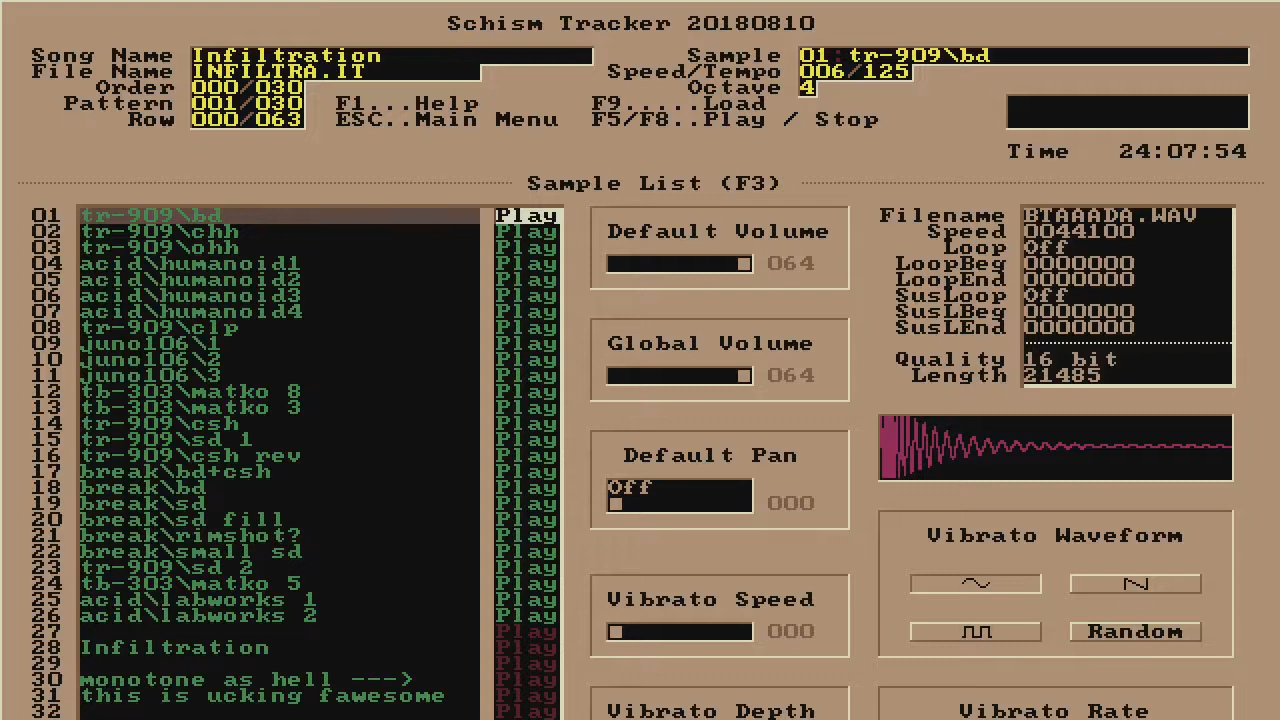 Schism Tracker 20180810
Song Name Infiltration Sample 01:tr-909\bd
File Name INFILTRA.IT Speed/Tempo 006/125
Order 000/030 Octave 4
Pattern 001/030 F1...Help F9.....Load
Row 000/063 ESC..Main Menu F5/F8..Play / Stop
Time 24:07:54
Sample List (F3)
01 tr-909\bd Play
02 tr-909\chh Play
03 tr-909\ohh Play
04 acid\humanoid1 Play
05 acid\humanoid2 Play
06 acid\humanoid3 Play
07 acid\humanoid4 Play
08 tr-909\clp Play
09 juno106\1 Play
10 juno106\2 Play
11 juno106\3 Play
12 tb-303\matko 8 Play
13 tb-303\matko 3 Play
14 tr-909\csh Play
15 tr-909\sd 1 Play
16 tr-909\csh rev Play
17 break\bd+csh Play
18 break\bd Play
19 break\sd Play
20 break\sd fill Play
21 break\rimshot? Play
22 break\small sd Play
23 tr-909\sd 2 Play
24 tb-303\matko 5 Play
25 acid\labworks 1 Play
26 acid\labworks 2 Play
27 Play
28 Infiltration Play
29 Play
30 monotone as hell ---> Play
31 this is ucking fawesome Play
32 Play
Default Volume
064
Global Volume
064
Default Pan
Off
000
Vibrato Speed
000
Vibrato Depth
Filename BTAAADA.WAV
Speed 0044100
Loop Off
LoopBeg 0000000
LoopEnd 0000000
SusLoop Off
SusLBeg 0000000
SusLEnd 0000000
Quality 16 bit
Length 21485
Vibrato Waveform
Random
Vibrato Rate